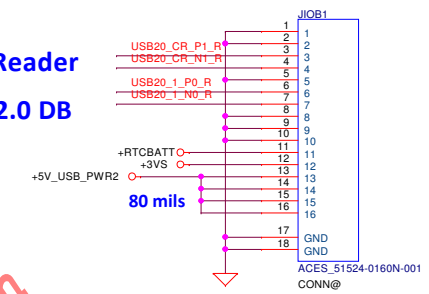 JIOB1
1 1
2 2
USB20_CR_P1_R 3 3
USB20_CR_N1_R 4 4
5 5
USB20_1_P0_R 6 6
USB20_1_N0_R 7 7
8 8
9 9
10 10
+RTCBATT 11 11
+3VS 12 12
+5V_USB_PWR2 13 13
14 14
15 15
16 16
17 GND
18 GND
Reader
2.0 DB
80 mils
ACES_51524-0160N-001
CONN@